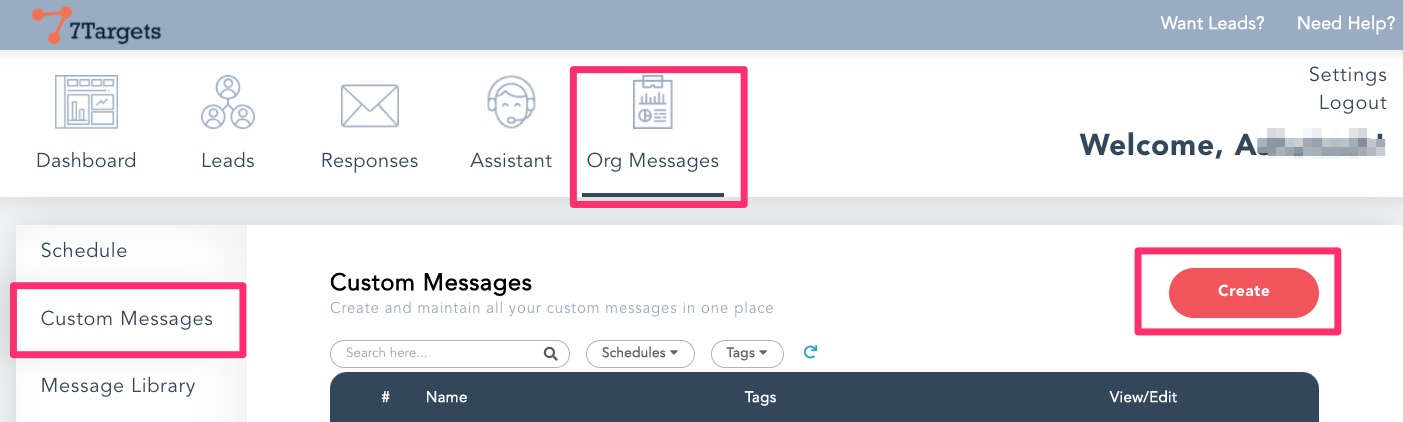 7Targets
Want Leads? Need Help?
Settings
Logout
Welcome,
Dashboard Leads Responses Assistant Org Messages
Schedule
Custom Messages
Message Library
Custom Messages
Create and maintain all your custom messages in one place
Create
Search here... Schedules Tags
# Name Tags View/Edit